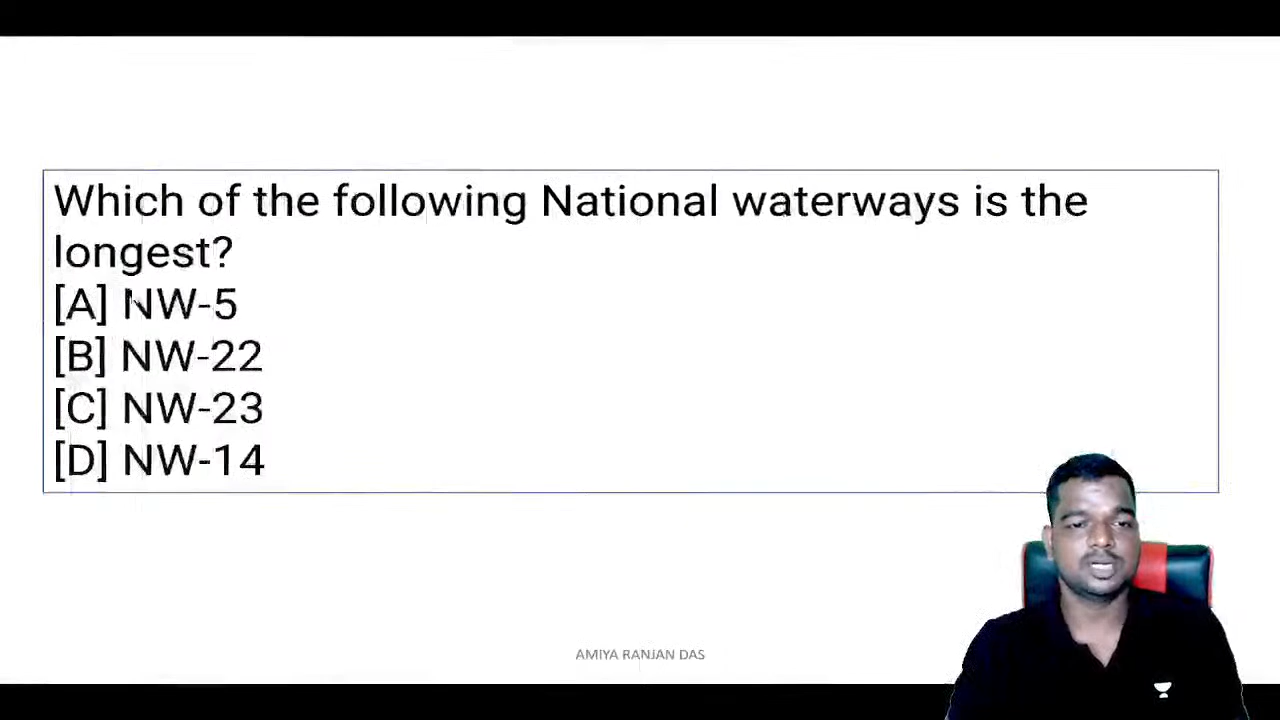 Which of the following National waterways is the
longest?
[A] NW-5
[B] NW-22
[C] NW-23
[D] NW-14
AMIYA RANJAN DAS